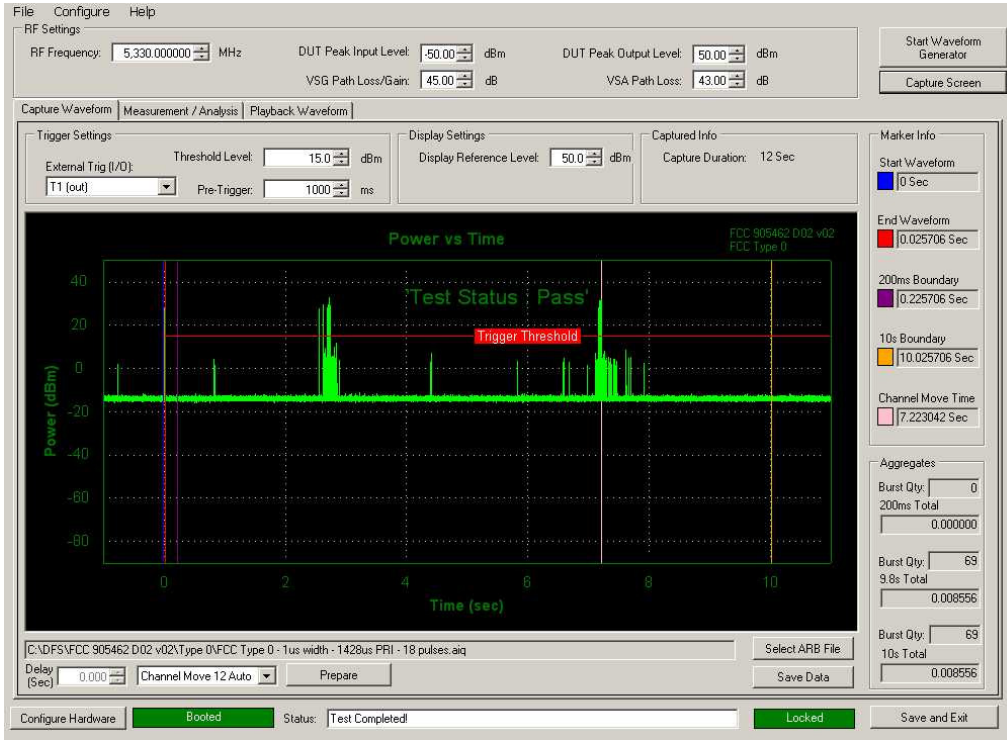 File Configure Help
RF Settings
RF Frequency: 5,330.000000 MHz
DUT Peak Input Level: -50.00 dBm
DUT Peak Output Level: 50.00 dBm
VSG Path Loss/Gain: 45.00 dB
VSA Path Loss: 43.00 dB
Start Waveform Generator
Capture Screen
Capture Waveform Measurement / Analysis Playback Waveform
Trigger Settings
External Trig (I/O):
T1 (out)
Threshold Level: 15.0 dBm
Pre-Trigger: 1000 ms
Display Settings
Display Reference Level: 50.0 dBm
Captured Info
Capture Duration: 12 Sec
Marker Info
Start Waveform
0 Sec
End Waveform
0.025706 Sec
200ms Boundary
0.225706 Sec
10s Boundary
10.025706 Sec
Channel Move Time
7.223042 Sec
Power vs Time
FCC 905462 D02 v02
FCC Type 0
'Test Status : Pass'
Trigger Threshold
Power (dBm)
40
20
0
-20
-40
-60
-80
0 2 4 6 8 10
Time (sec)
Aggregates
Burst Qty: 0
200ms Total
0.000000
Burst Qty: 69
9.8s Total
0.008556
Burst Qty: 69
10s Total
0.008556
C:\DFS\FCC 905462 D02 v02\Type 0\FCC Type 0 - 1us width - 1428us PRI - 18 pulses.aiq
Select ARB File
Delay (Sec) 0.000
Channel Move 12 Auto
Prepare
Save Data
Configure Hardware
Booted
Status: Test Completed!
Locked
Save and Exit